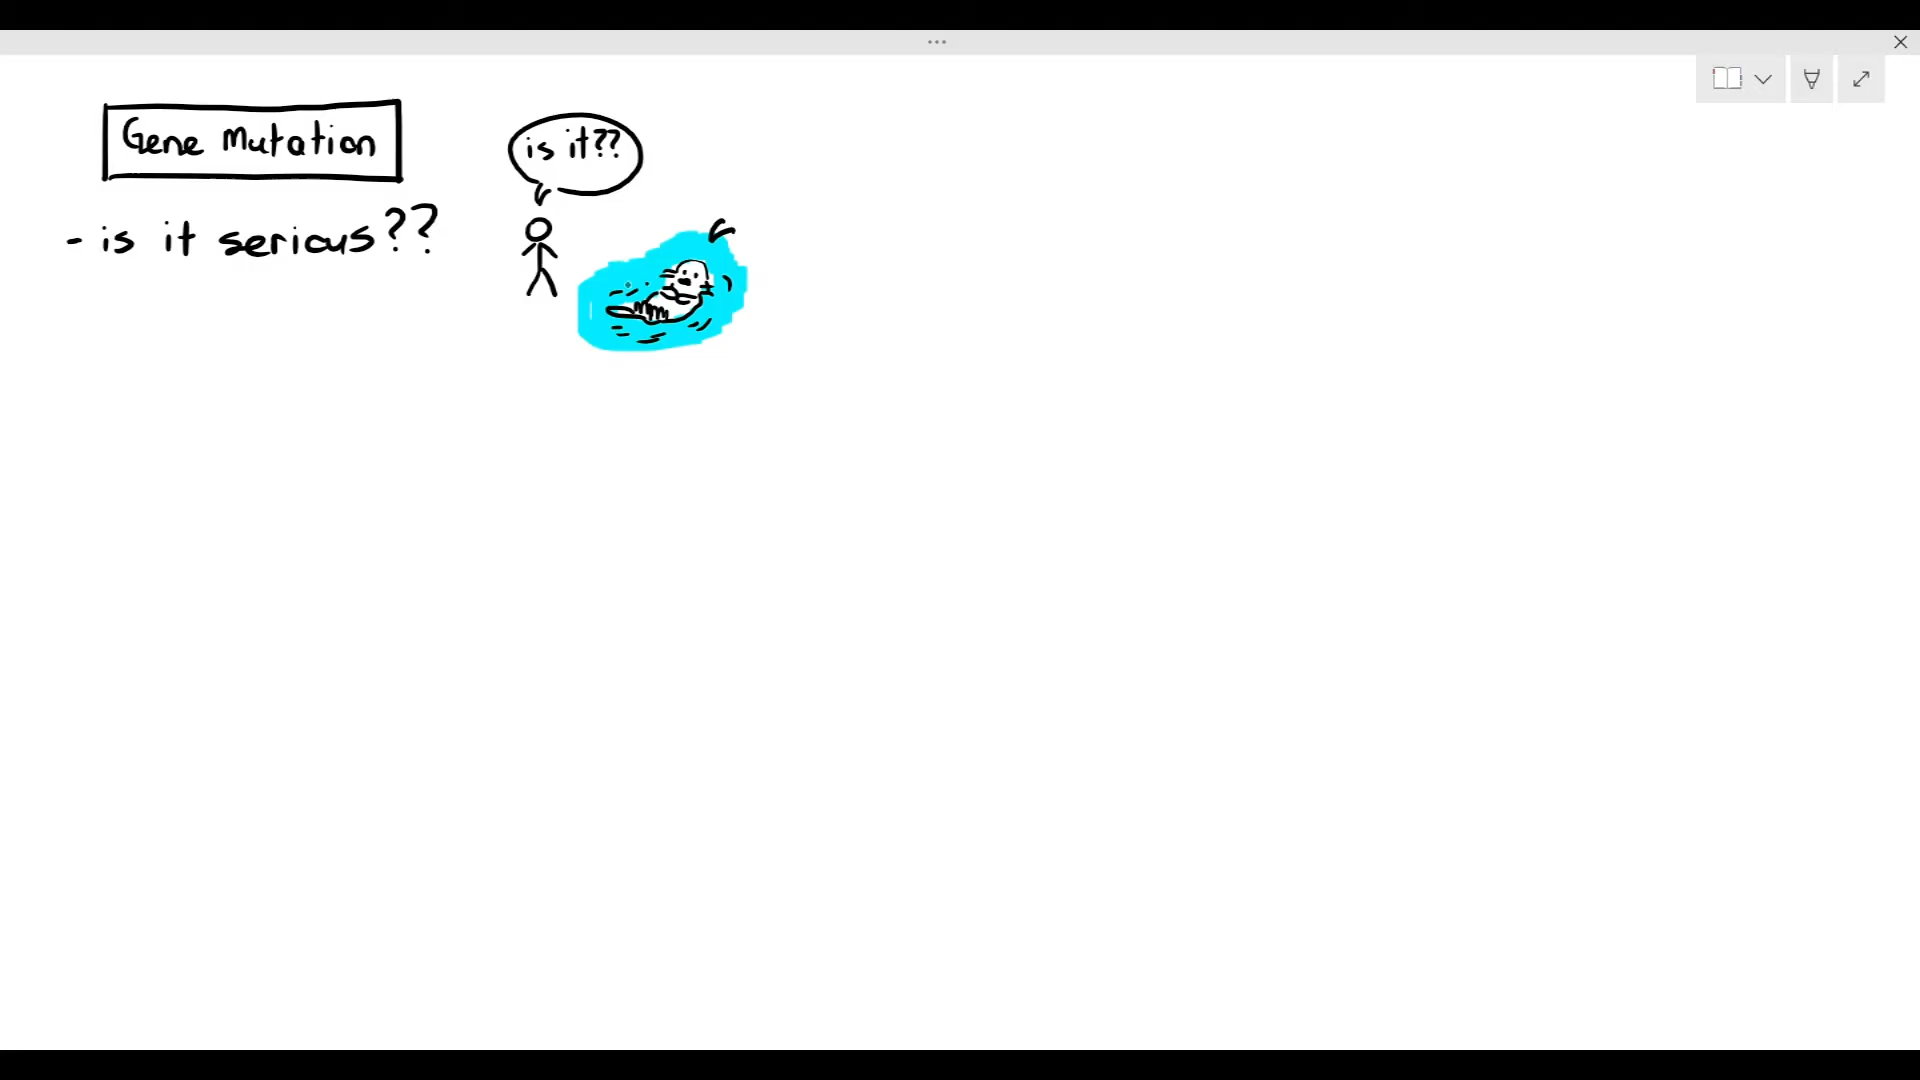 Gene Mutation
is it??
- is it serious??